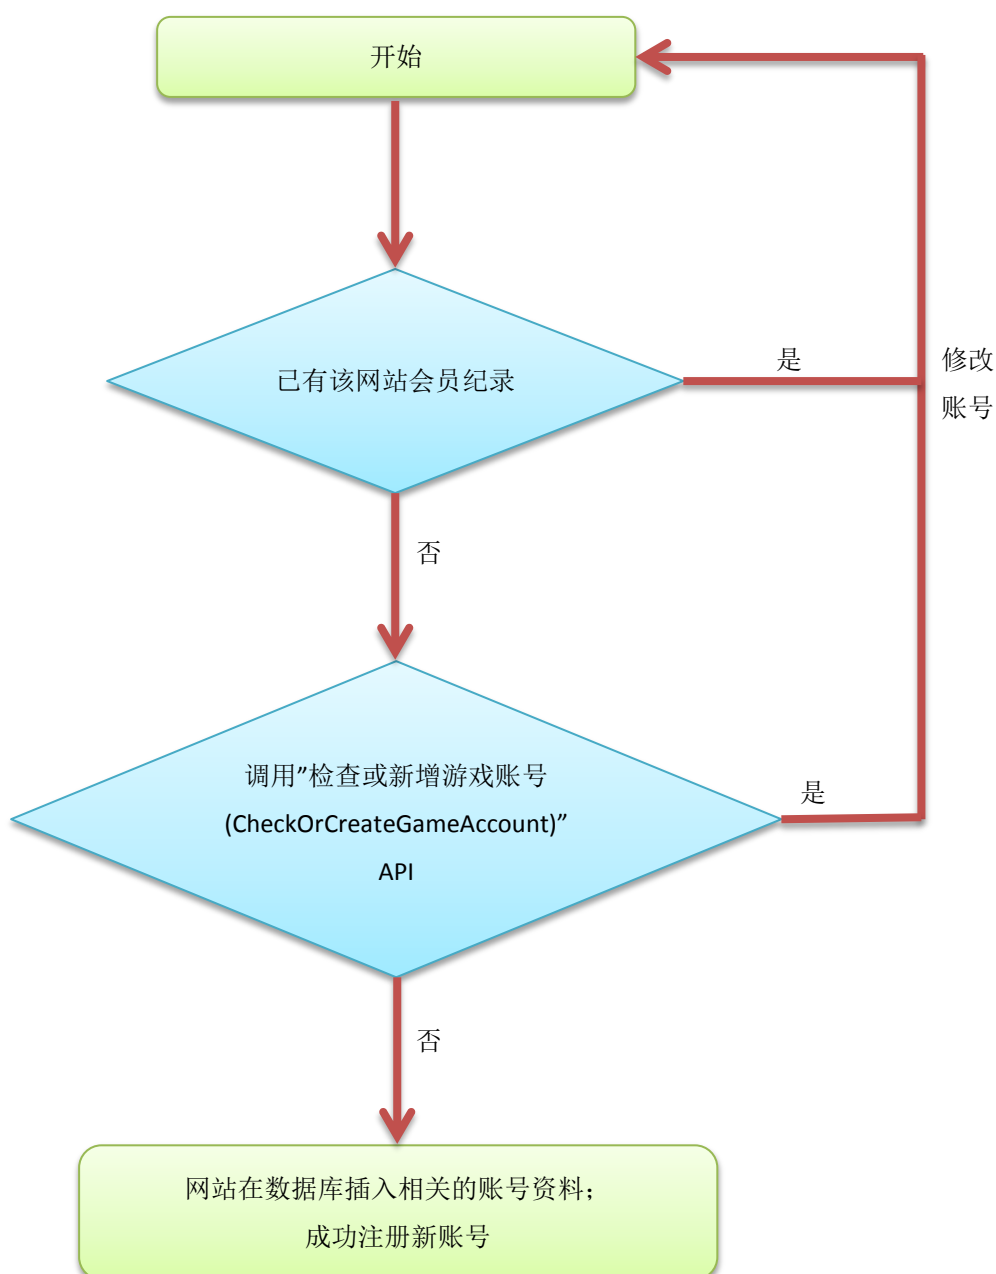 开始
已有该网站会员纪录
是
修改
账号
否
调用”检查或新增游戏账号
(CheckOrCreateGameAccount)”
API
是
否
网站在数据库插入相关的账号资料；
成功注册新账号